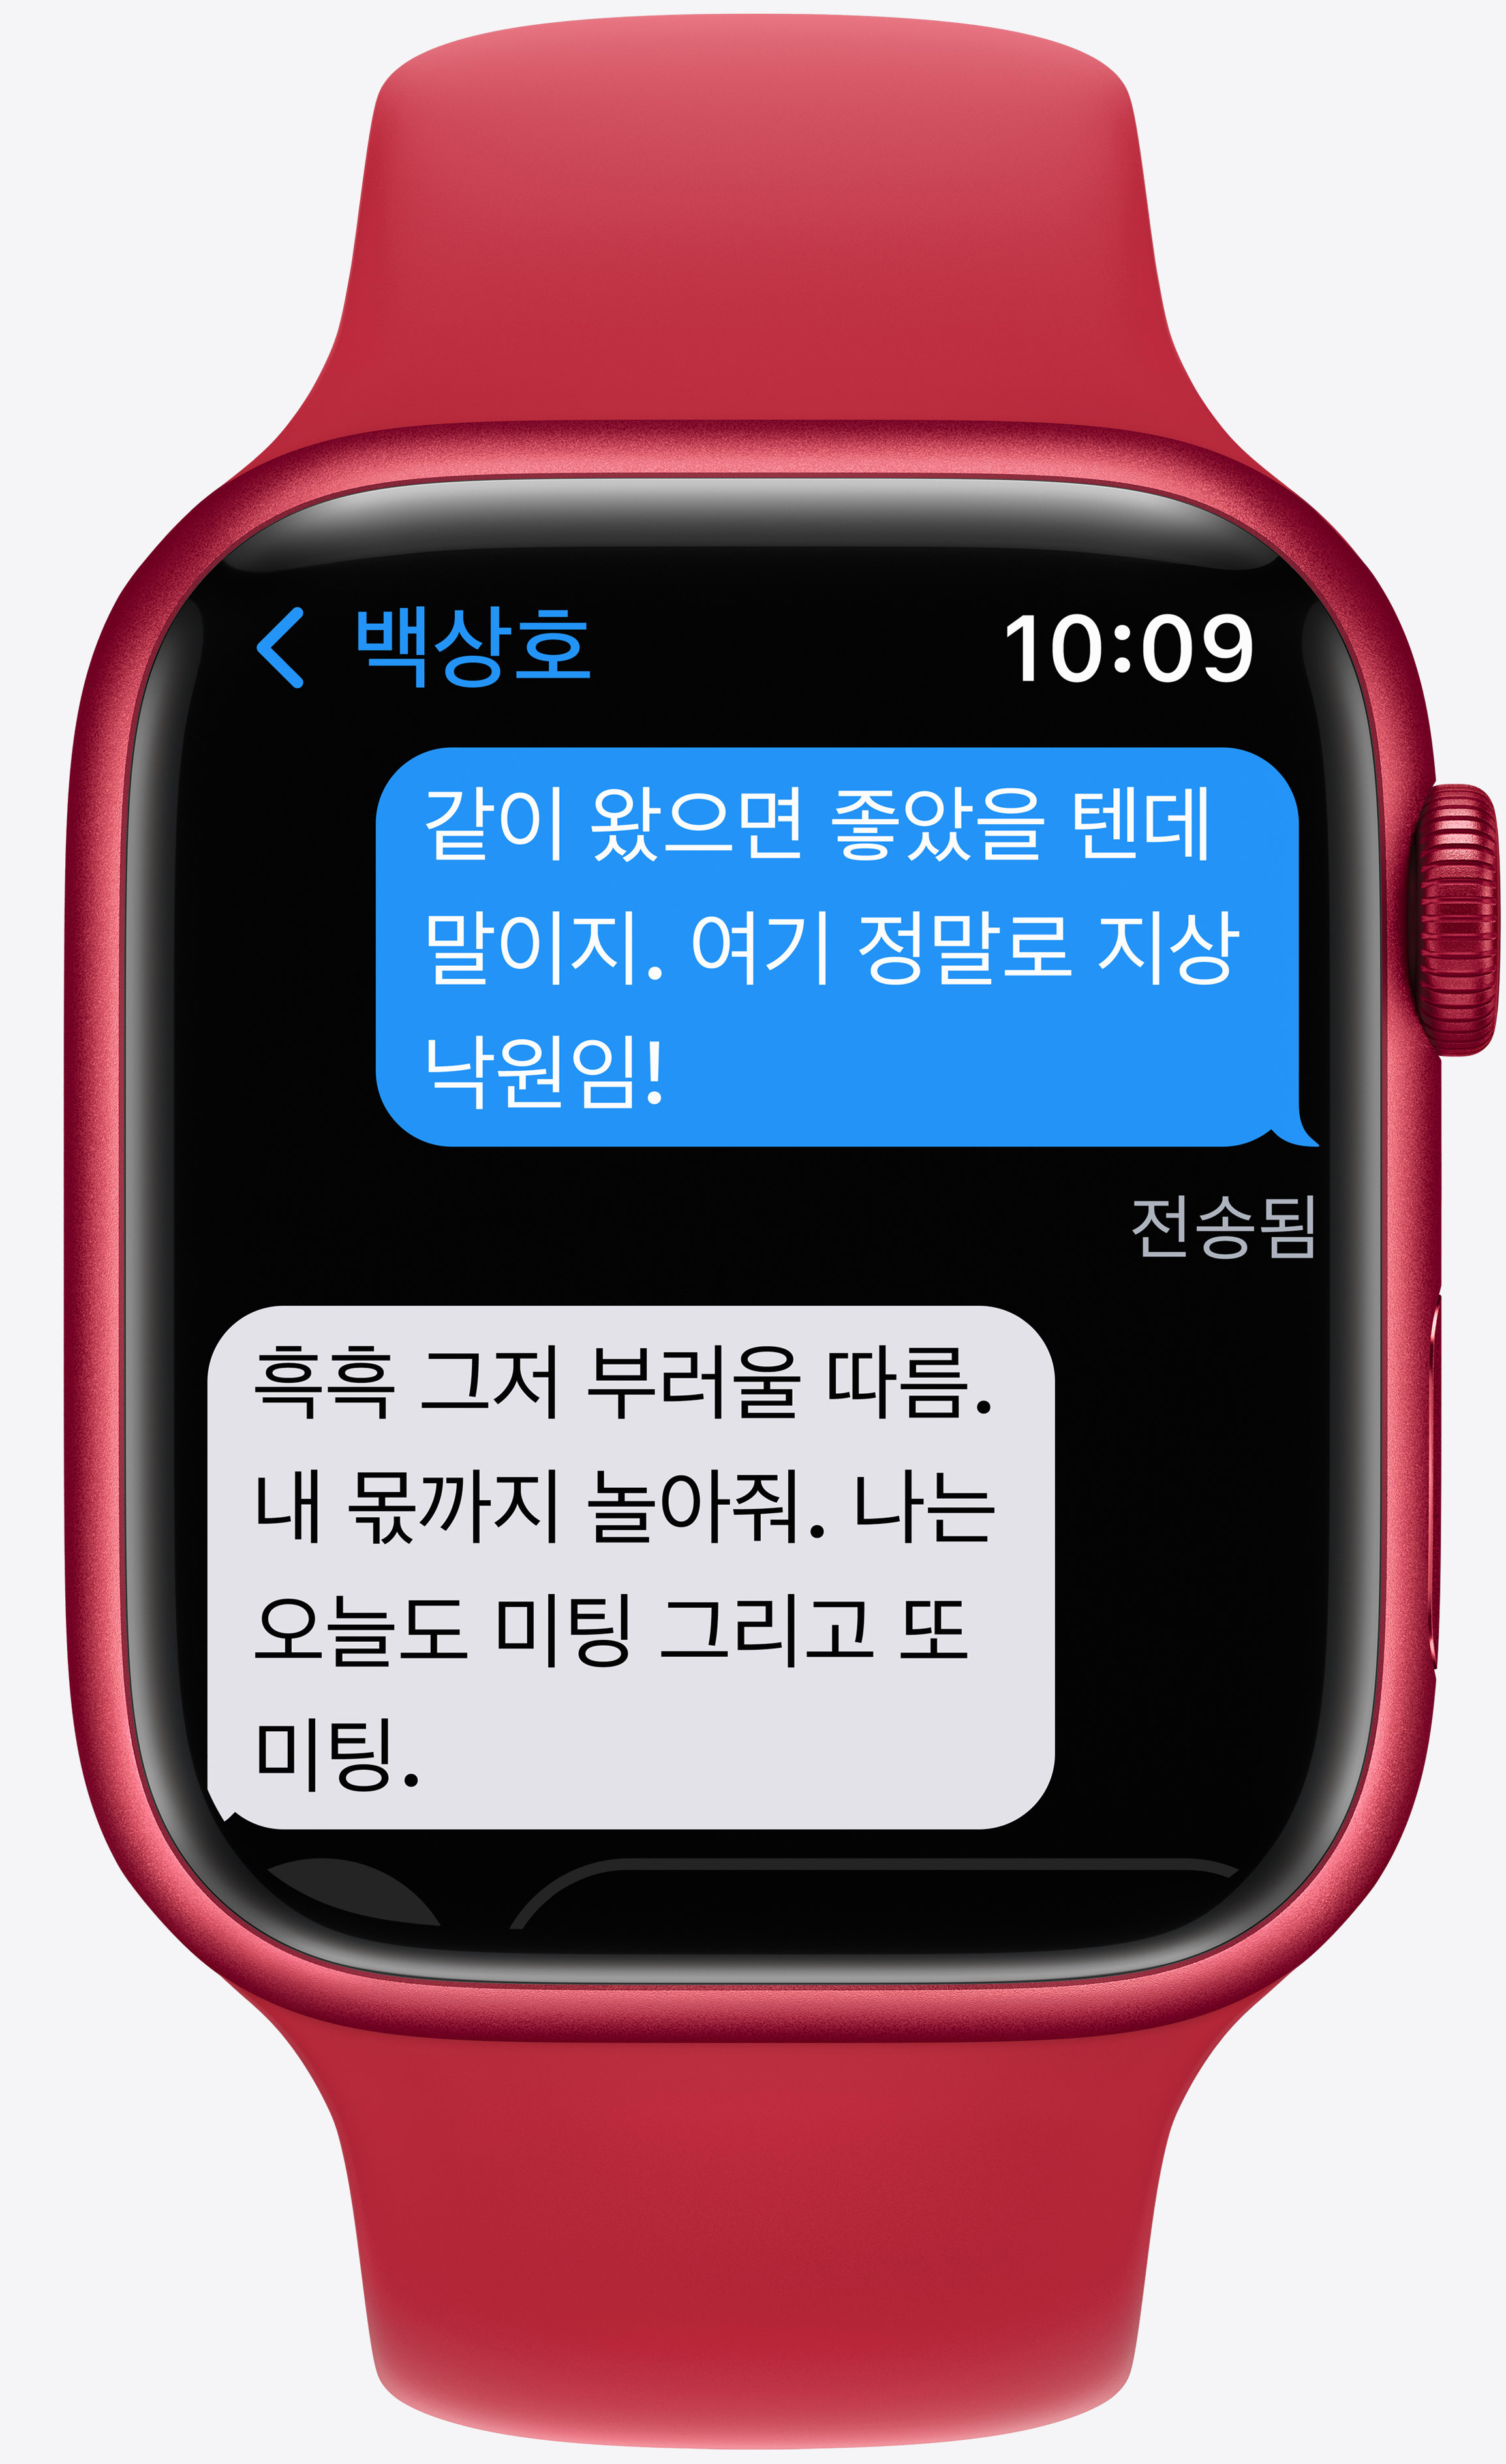 백상호 10:09
같이 왔으면 좋았을 텐데
말이지. 여기 정말로 지상
낙원임!
전송됨
흑흑 그저 부러울 따름.
내 몫까지 놀아줘. 나는
오늘도 미팅 그리고 또
미팅.